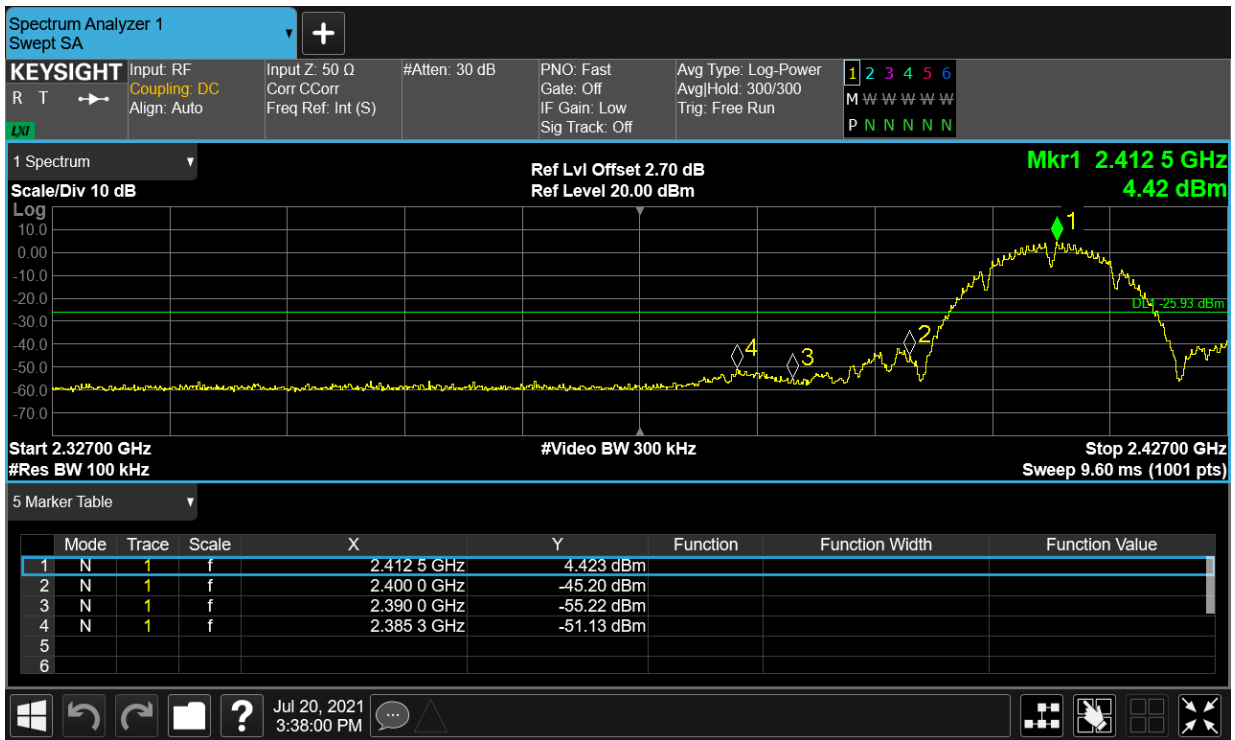 Spectrum Analyzer 1
Swept SA
KEYSIGHT
R T
LXI
Input: RF
Coupling: DC
Align: Auto
Input Z: 50 Ω
Corr CCorr
Freq Ref: Int (S)
#Atten: 30 dB
PNO: Fast
Gate: Off
IF Gain: Low
Sig Track: Off
Avg Type: Log-Power
Avg|Hold: 300/300
Trig: Free Run
1 2 3 4 5 6
M W W W W W
P N N N N N
1 Spectrum
Scale/Div 10 dB
Ref Lvl Offset 2.70 dB
Ref Level 20.00 dBm
Mkr1 2.412 5 GHz
4.42 dBm
Log
10.0
0.00
-10.0
-20.0
-30.0
-40.0
-50.0
-60.0
-70.0
1
DL1 -25.93 dBm
2
4
3
Start 2.32700 GHz
#Video BW 300 kHz
Stop 2.42700 GHz
#Res BW 100 kHz
Sweep 9.60 ms (1001 pts)
5 Marker Table
Mode Trace Scale X Y Function Function Width Function Value
1 N 1 f 2.412 5 GHz 4.423 dBm
2 N 1 f 2.400 0 GHz -45.20 dBm
3 N 1 f 2.390 0 GHz -55.22 dBm
4 N 1 f 2.385 3 GHz -51.13 dBm
5
6
?
Jul 20, 2021
3:38:00 PM